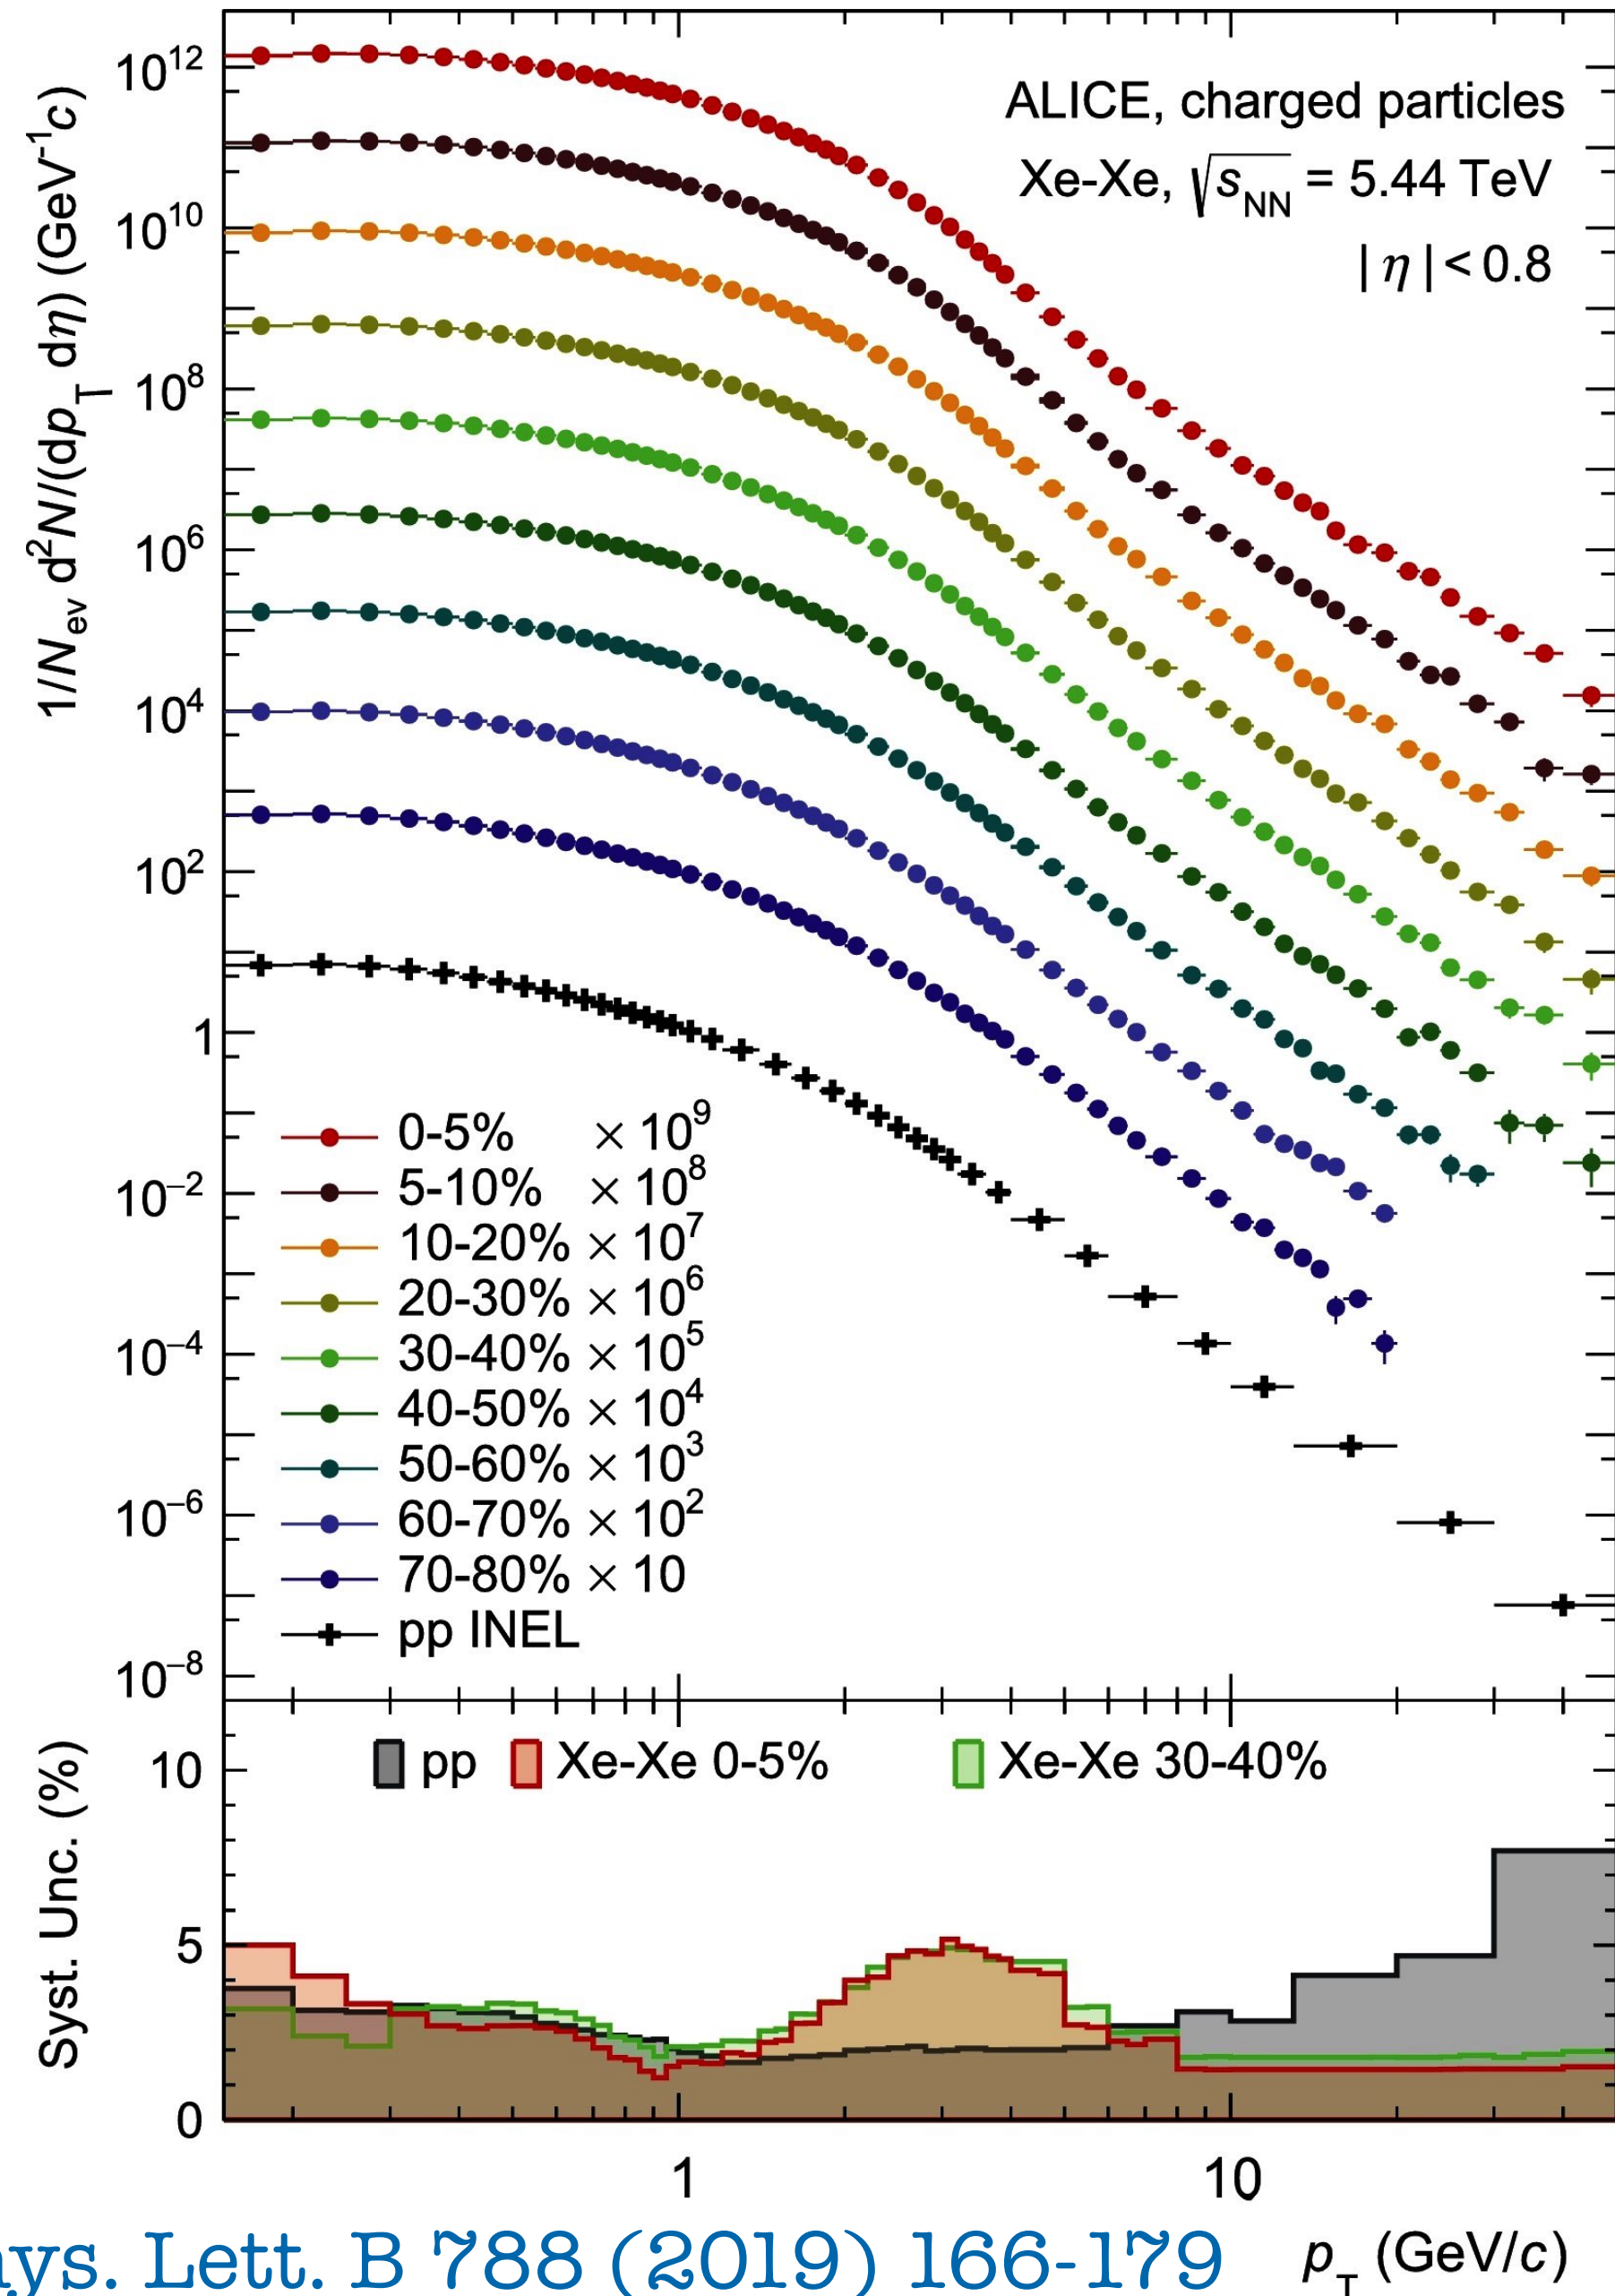 10¹²
10¹⁰
10⁸
10⁶
10⁴
10²
1
10⁻²
10⁻⁴
10⁻⁶
10⁻⁸
1/N_ev d²N/(dp_T dη) (GeV⁻¹c)
ALICE, charged particles
Xe-Xe, √s_NN = 5.44 TeV
| η | < 0.8
0-5% × 10⁹
5-10% × 10⁸
10-20% × 10⁷
20-30% × 10⁶
30-40% × 10⁵
40-50% × 10⁴
50-60% × 10³
60-70% × 10²
70-80% × 10
pp INEL
Syst. Unc. (%)
10
5
0
pp Xe-Xe 0-5% Xe-Xe 30-40%
1 10
Lett. B 788 (2019) 166-179
p_T (GeV/c)